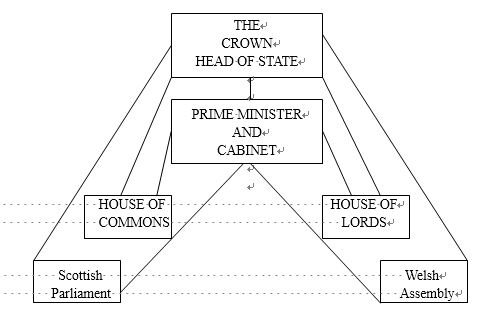 THE
CROWN
HEAD OF STATE
PRIME MINISTER
AND
CABINET
HOUSE OF
COMMONS
HOUSE OF
LORDS
Scottish
Parliament
Welsh
Assembly